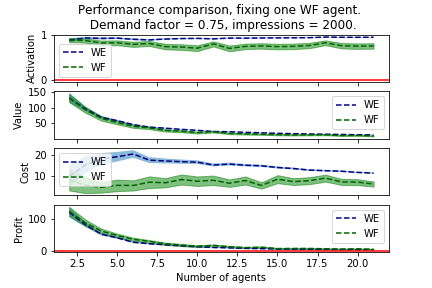 Performance comparison, fixing one WF agent.
Demand factor = 0.75, impressions = 2000.
Activation
1
0
WE
WF
Value
150
100
50
WE
WF
Cost
20
10
WE
WF
Profit
100
0
WE
WF
2.5 5.0 7.5 10.0 12.5 15.0 17.5 20.0
Number of agents